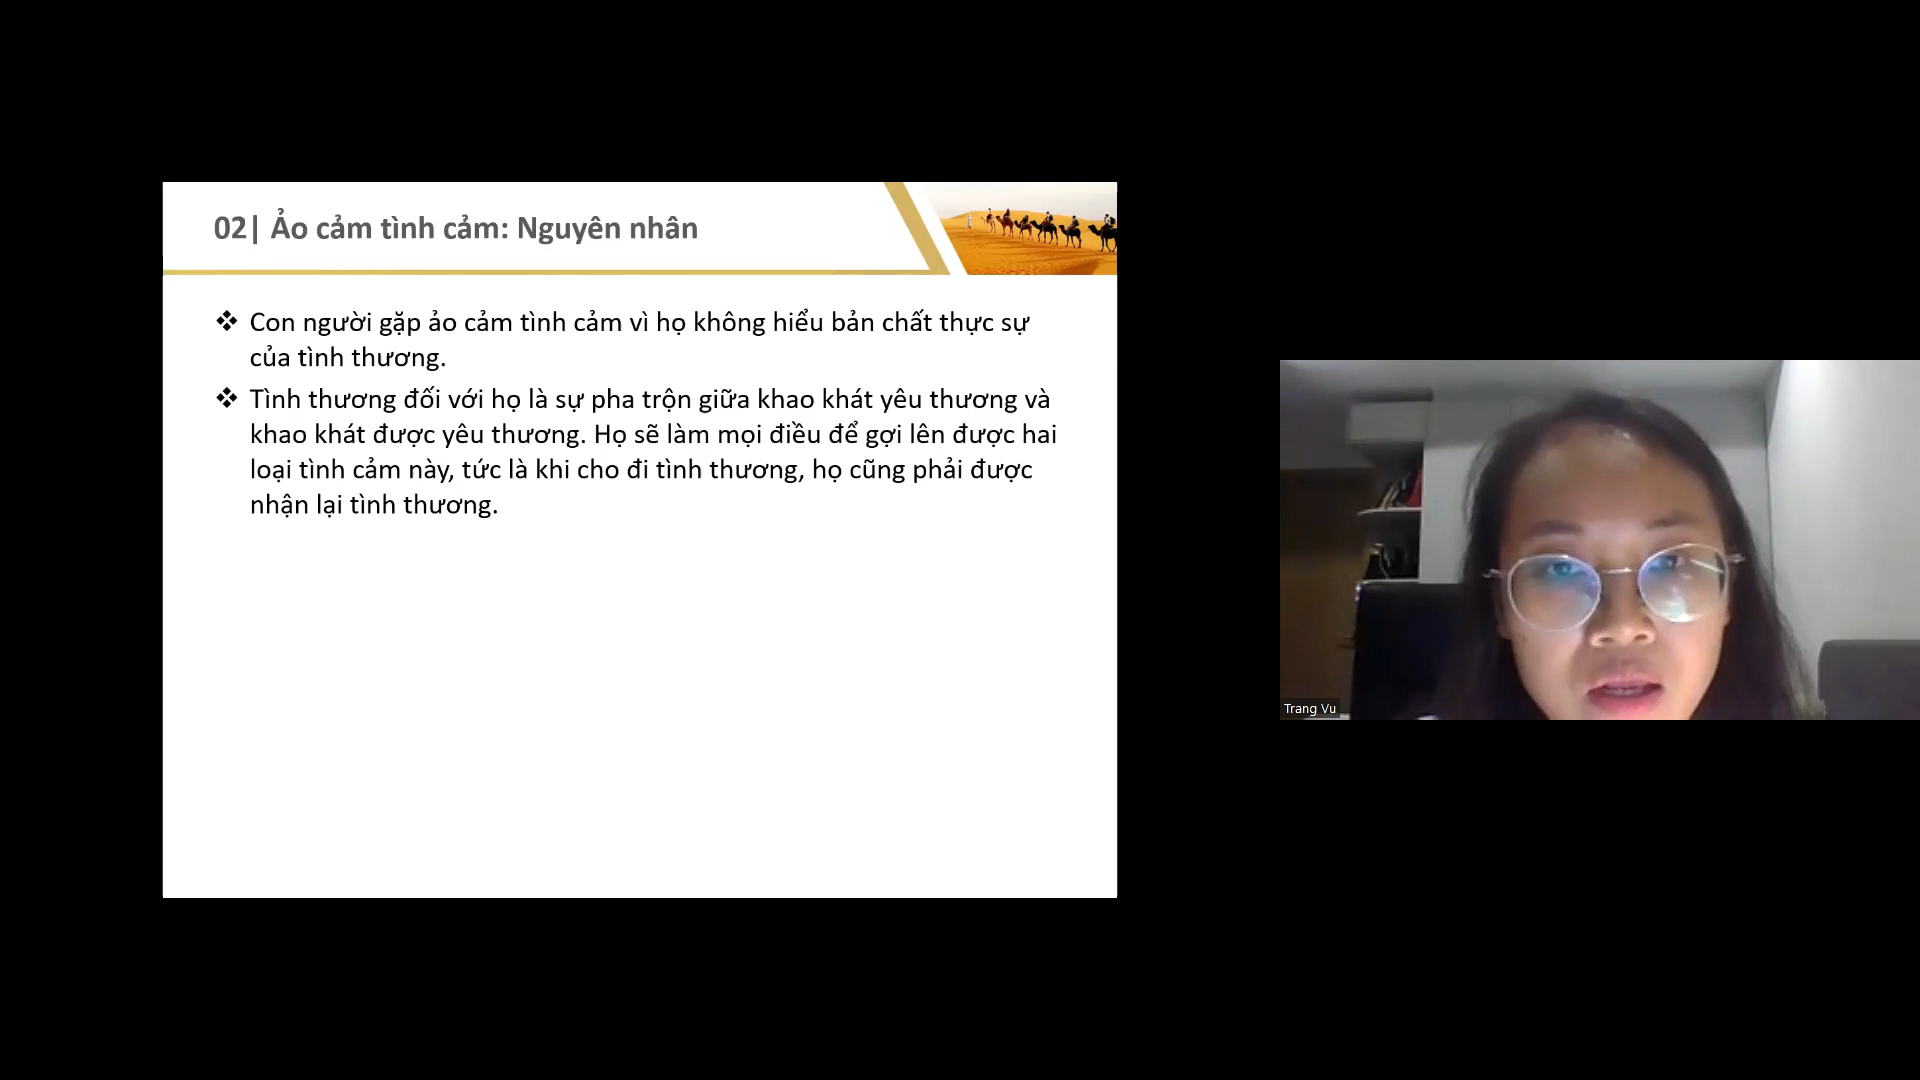 02| Ảo cảm tình cảm: Nguyên nhân
❖ Con người gặp ảo cảm tình cảm vì họ không hiểu bản chất thực sự
của tình thương.
❖ Tình thương đối với họ là sự pha trộn giữa khao khát yêu thương và
khao khát được yêu thương. Họ sẽ làm mọi điều để gợi lên được hai
loại tình cảm này, tức là khi cho đi tình thương, họ cũng phải được
nhận lại tình thương.
Trang Vu